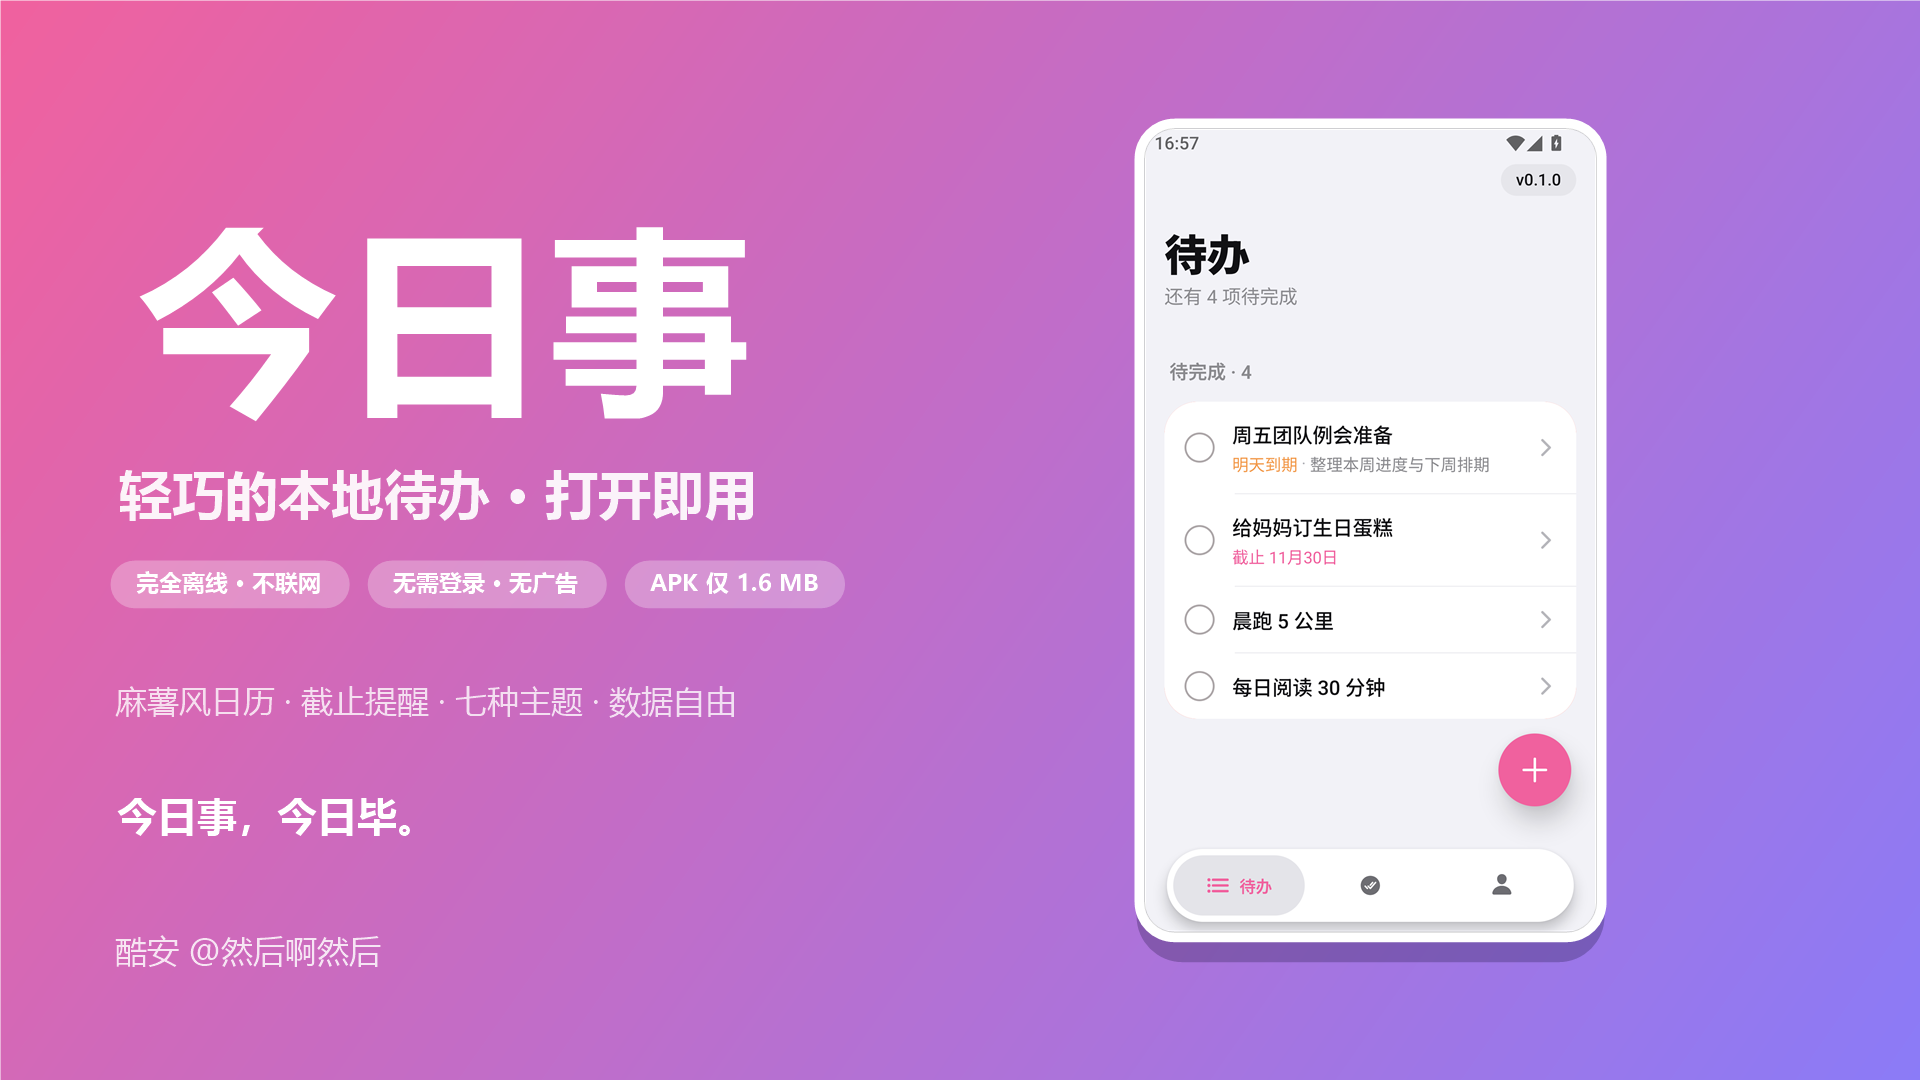 今日事
轻巧的本地待办 • 打开即用
完全离线 • 不联网
无需登录 • 无广告
APK 仅 1.6 MB
麻薯风日历 · 截止提醒 · 七种主题 · 数据自由
今日事，今日毕。
酷安 @然后啊然后
16:57
v0.1.0
待办
还有 4 项待完成
待完成 · 4
周五团队例会准备
明天到期 · 整理本周进度与下周排期
给妈妈订生日蛋糕
截止 11月30日
晨跑 5 公里
每日阅读 30 分钟
待办